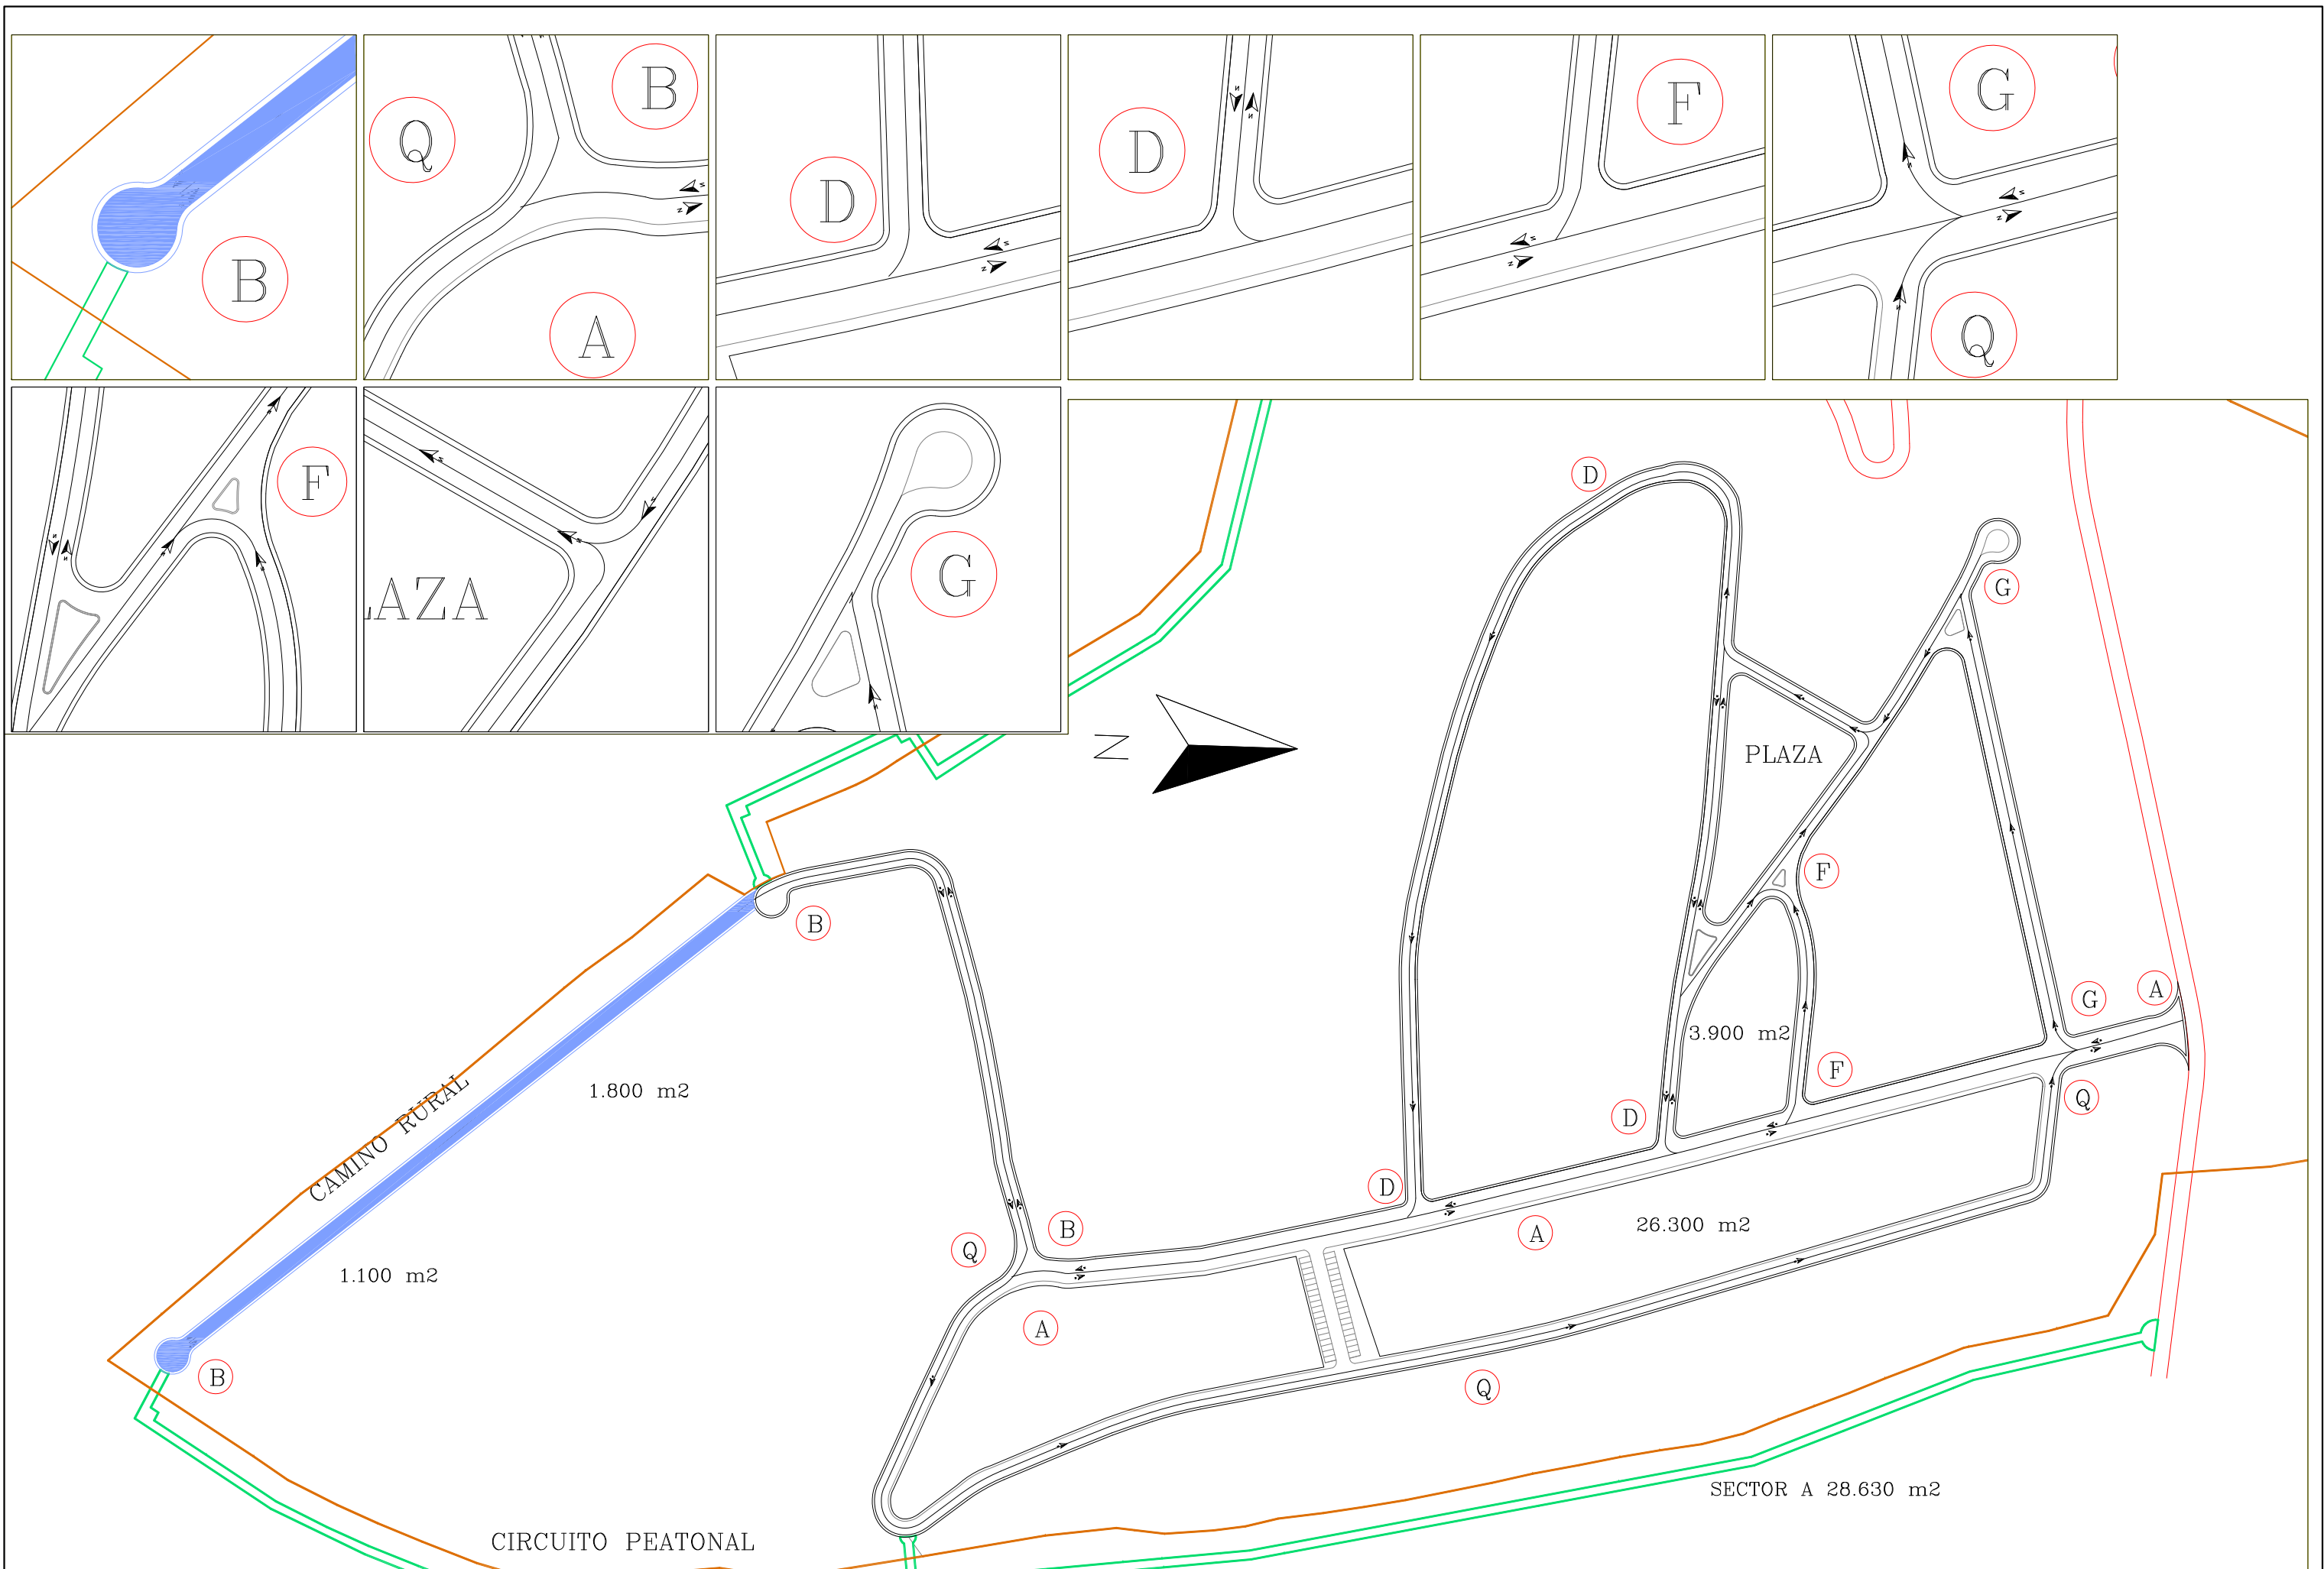 B
Q
B
A
D
D
F
G
Q
F
LAZA
G
N
D
G
PLAZA
F
B
G
A
3.900 m2
F
Q
D
1.800 m2
CAMINO RURAL
D
B
Q
A
26.300 m2
1.100 m2
A
B
Q
SECTOR A 28.630 m2
CIRCUITO PEATONAL